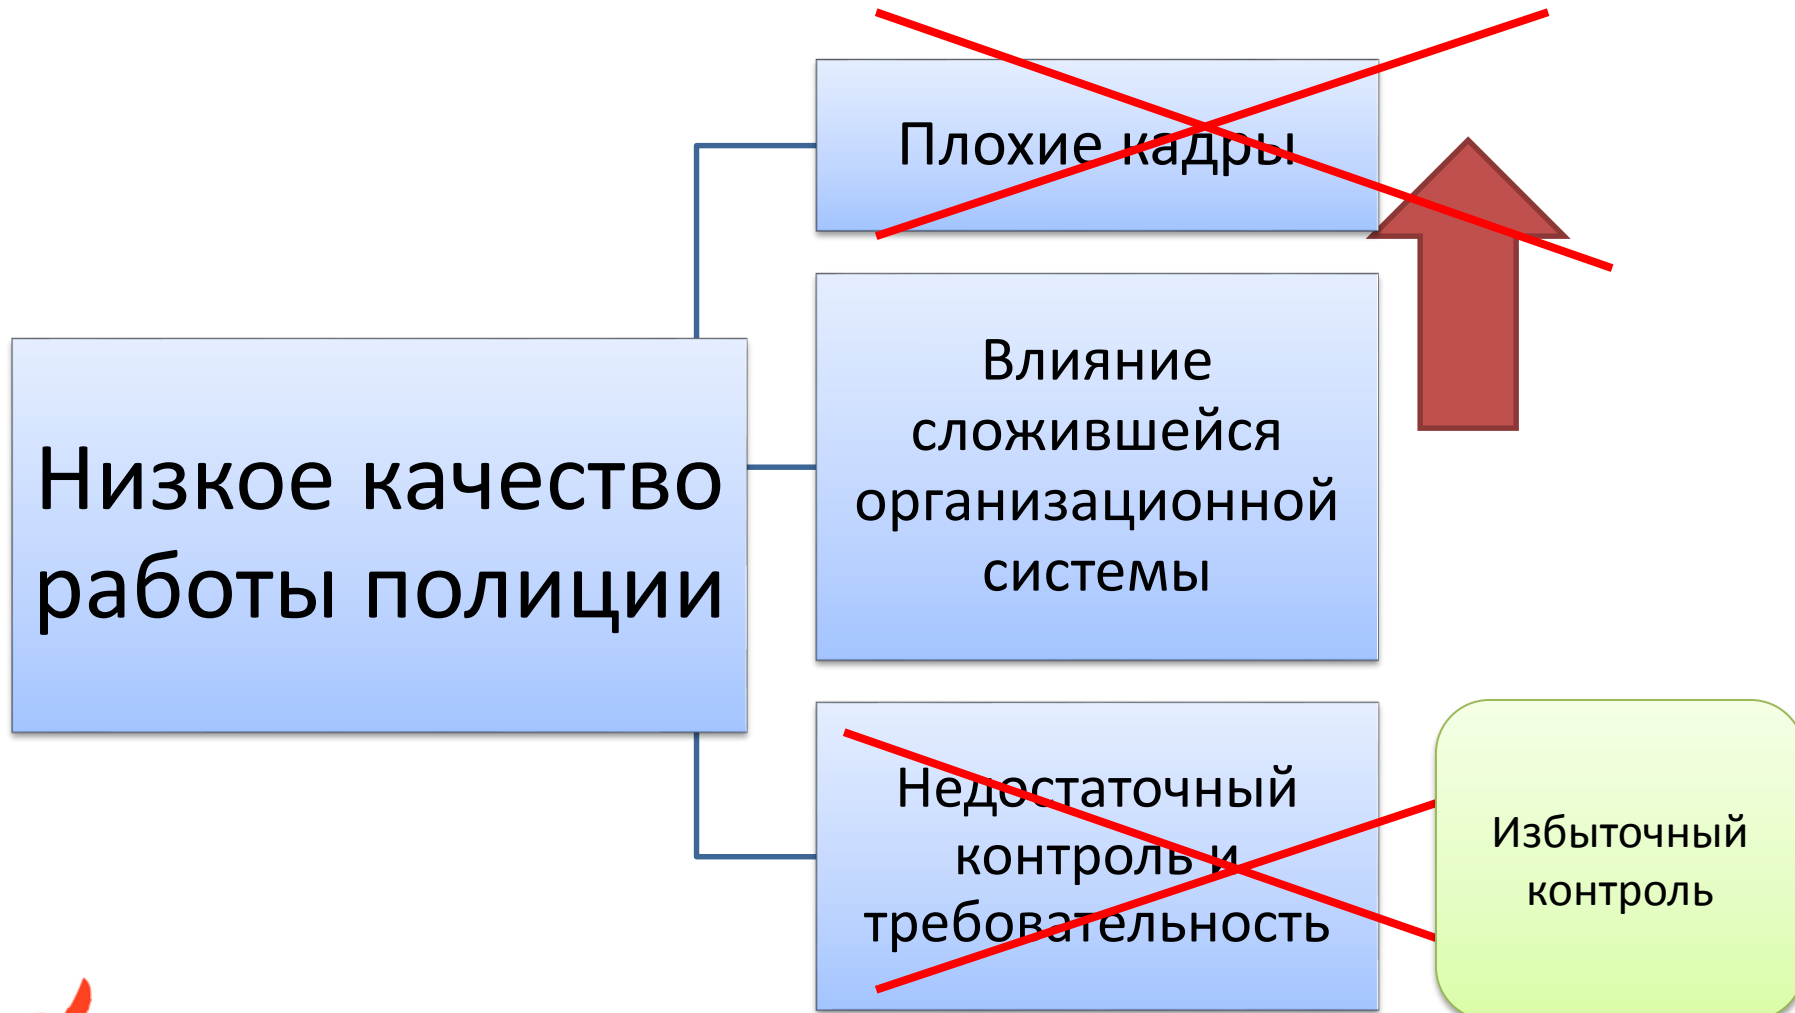 Плохие кадры
Влияние
сложившейся
организационной
системы
Низкое качество
работы полиции
Недостаточный
контроль и
требовательность
Избыточный
контроль